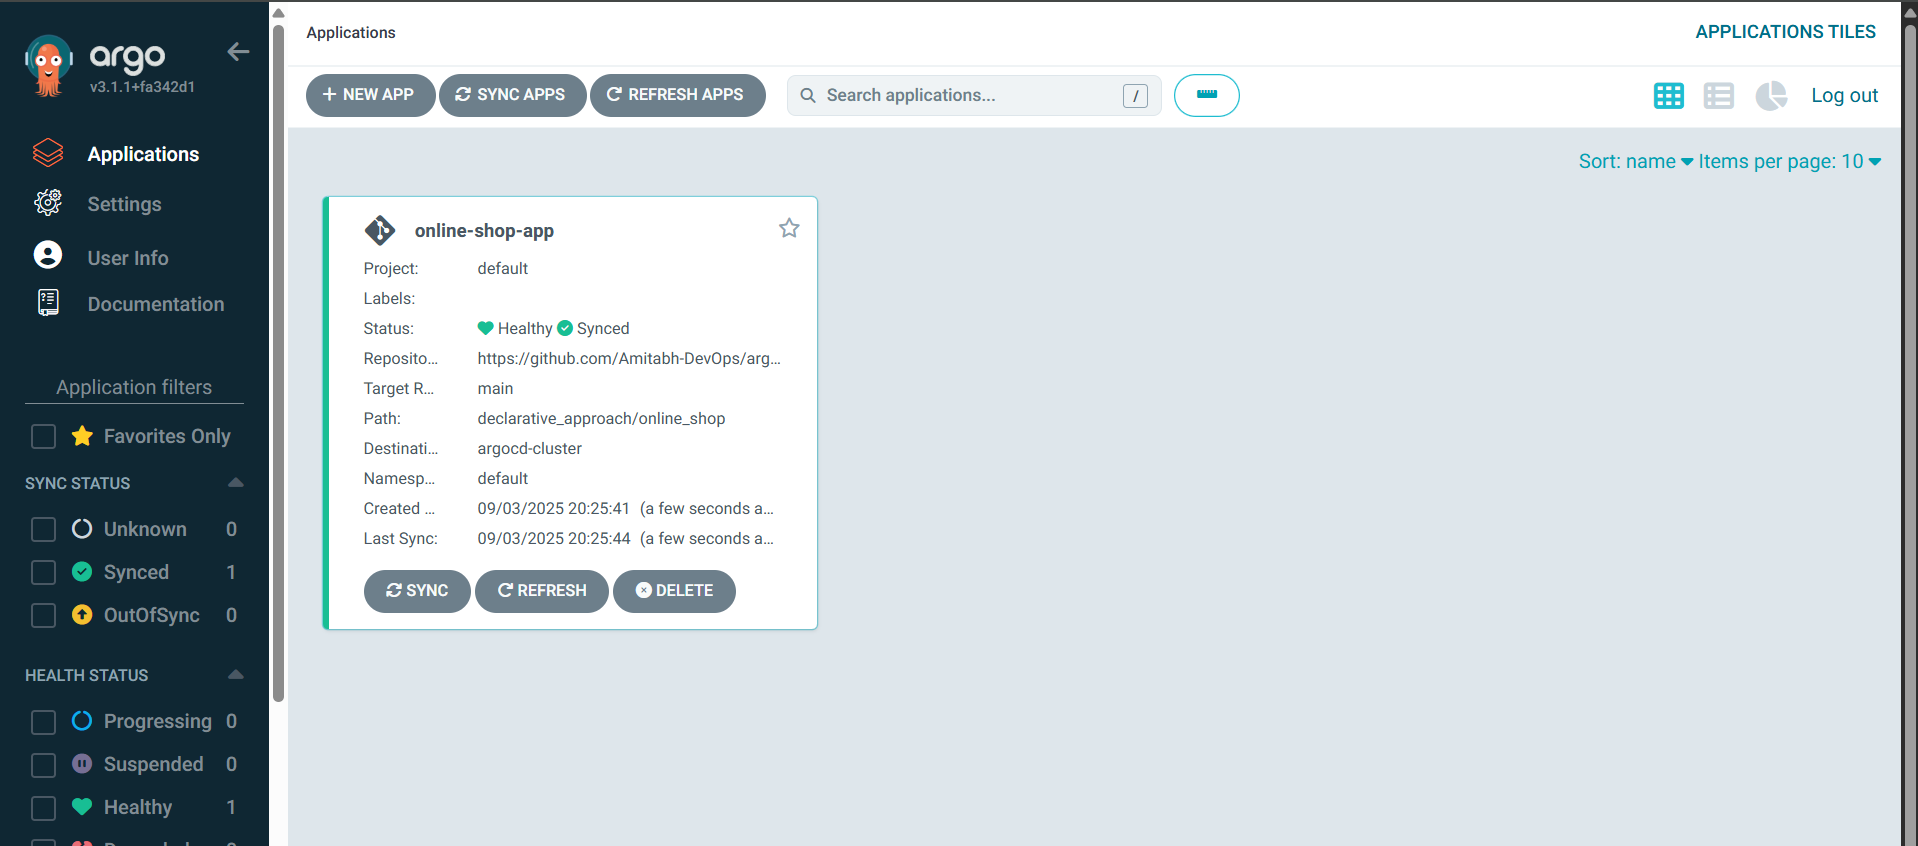 argo
v3.1.1+fa342d1
Applications
Settings
User Info
Documentation
Application filters
Favorites Only
SYNC STATUS
Unknown 0
Synced 1
OutOfSync 0
HEALTH STATUS
Progressing 0
Suspended 0
Healthy 1
Applications
APPLICATIONS TILES
+ NEW APP
SYNC APPS
REFRESH APPS
Search applications...
/
Log out
Sort: name
Items per page: 10
online-shop-app
Project: default
Labels:
Status: Healthy Synced
Reposito... https://github.com/Amitabh-DevOps/arg...
Target R... main
Path: declarative_approach/online_shop
Destinati... argocd-cluster
Namesp... default
Created ... 09/03/2025 20:25:41 (a few seconds a...
Last Sync: 09/03/2025 20:25:44 (a few seconds a...
SYNC
REFRESH
DELETE